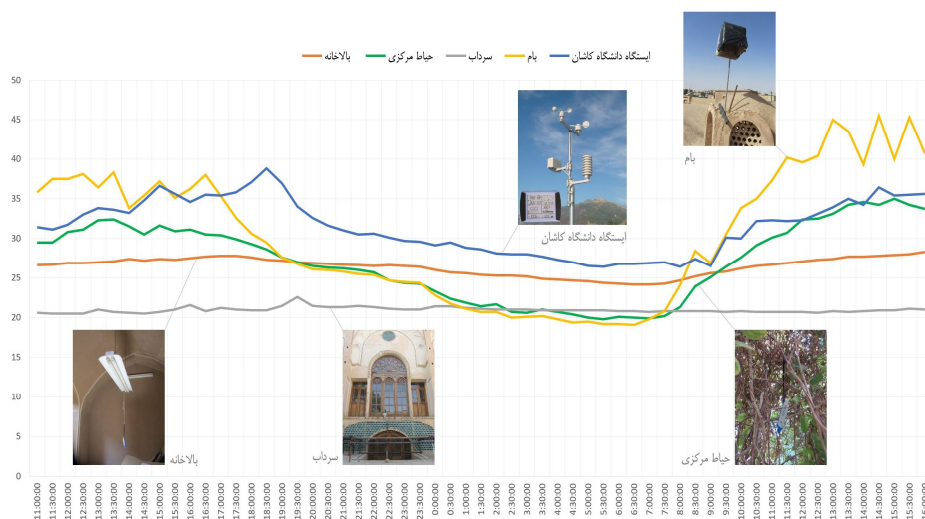 بالاخانه حیاط مرکزی سرداب بام ایستگاه دانشگاه کاشان
50
45
40
35
30
25
20
15
10
5
0
بام
ایستگاه دانشگاه کاشان
بالاخانه
سرداب
حیاط مرکزی
11:00:00 11:30:00 12:00:00 12:30:00 13:00:00 13:30:00 14:00:00 14:30:00 15:00:00 15:30:00 16:00:00 16:30:00 17:00:00 17:30:00 18:00:00 18:30:00 19:00:00 19:30:00 20:00:00 20:30:00 21:00:00 21:30:00 22:00:00 22:30:00 23:00:00 23:30:00 0:00:00 0:30:00 1:00:00 1:30:00 2:00:00 2:30:00 3:00:00 3:30:00 4:00:00 4:30:00 5:00:00 5:30:00 6:00:00 6:30:00 7:00:00 7:30:00 8:00:00 8:30:00 9:00:00 9:30:00 10:00:00 10:30:00 11:00:00 11:30:00 12:00:00 12:30:00 13:00:00 13:30:00 14:00:00 14:30:00 15:00:00 15:30:00 16:00:00